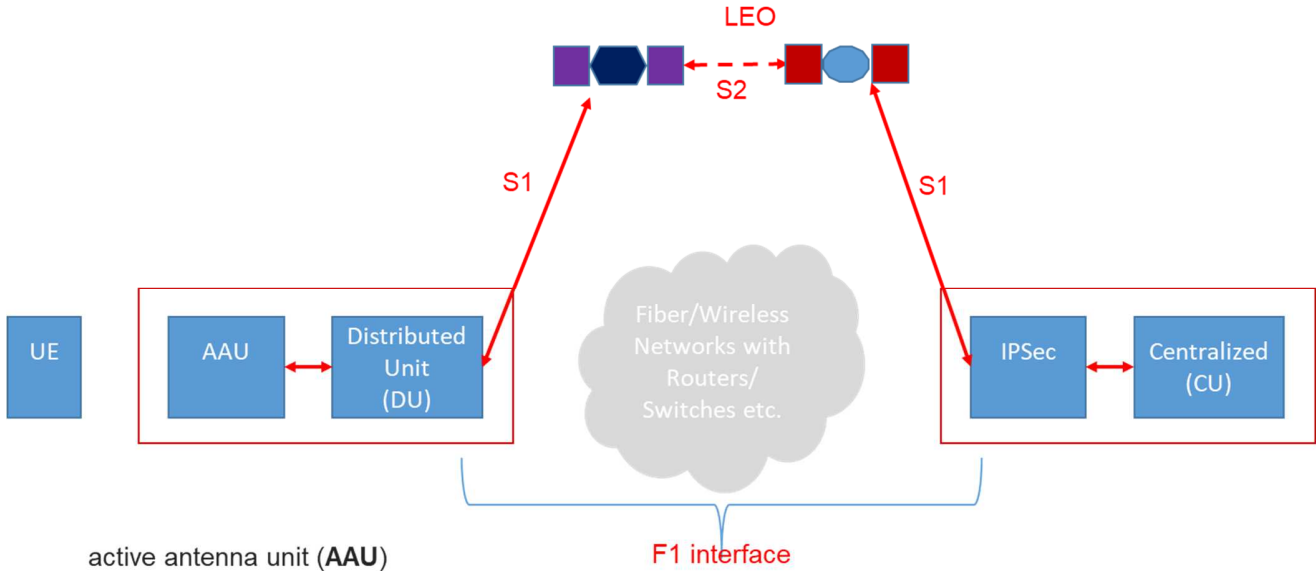 LEO
S2
S1
S1
Fiber/Wireless
Networks with
Routers/
Switches etc.
UE
AAU
Distributed
Unit
(DU)
IPSec
Centralized
(CU)
F1 interface
active antenna unit (AAU)